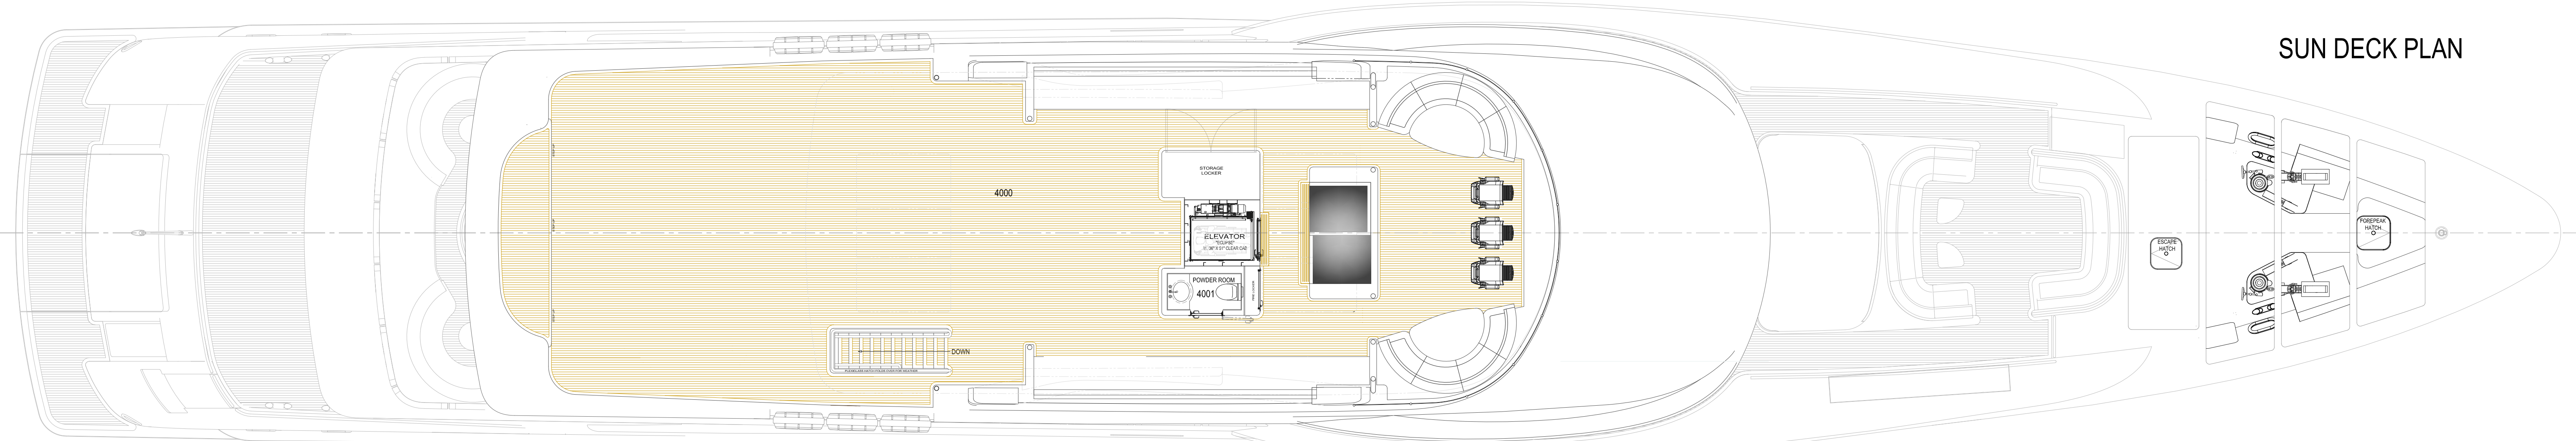 SUN DECK PLAN
STORAGE
LOCKER
4000
ELEVATOR
POWDER ROOM
4001
DOWN
ESCAPE
HATCH
FOREPEAK
HATCH